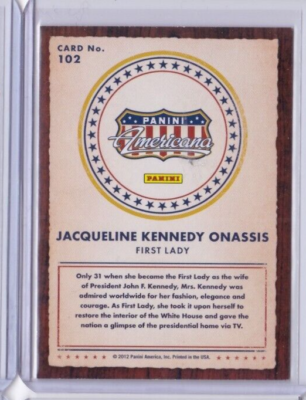 CARD No.
102
PANINI
Americana
PANINI
JACQUELINE KENNEDY ONASSIS
FIRST LADY
Only 31 when she became the First Lady as the wife
of President John F. Kennedy, Mrs. Kennedy was
admired worldwide for her fashion, elegance and
courage. As First Lady, she took it upon herself to
restore the interior of the White House and gave
the nation a glimpse of the presidential home via TV.
© 2012 Panini America, Inc. Printed in the USA.